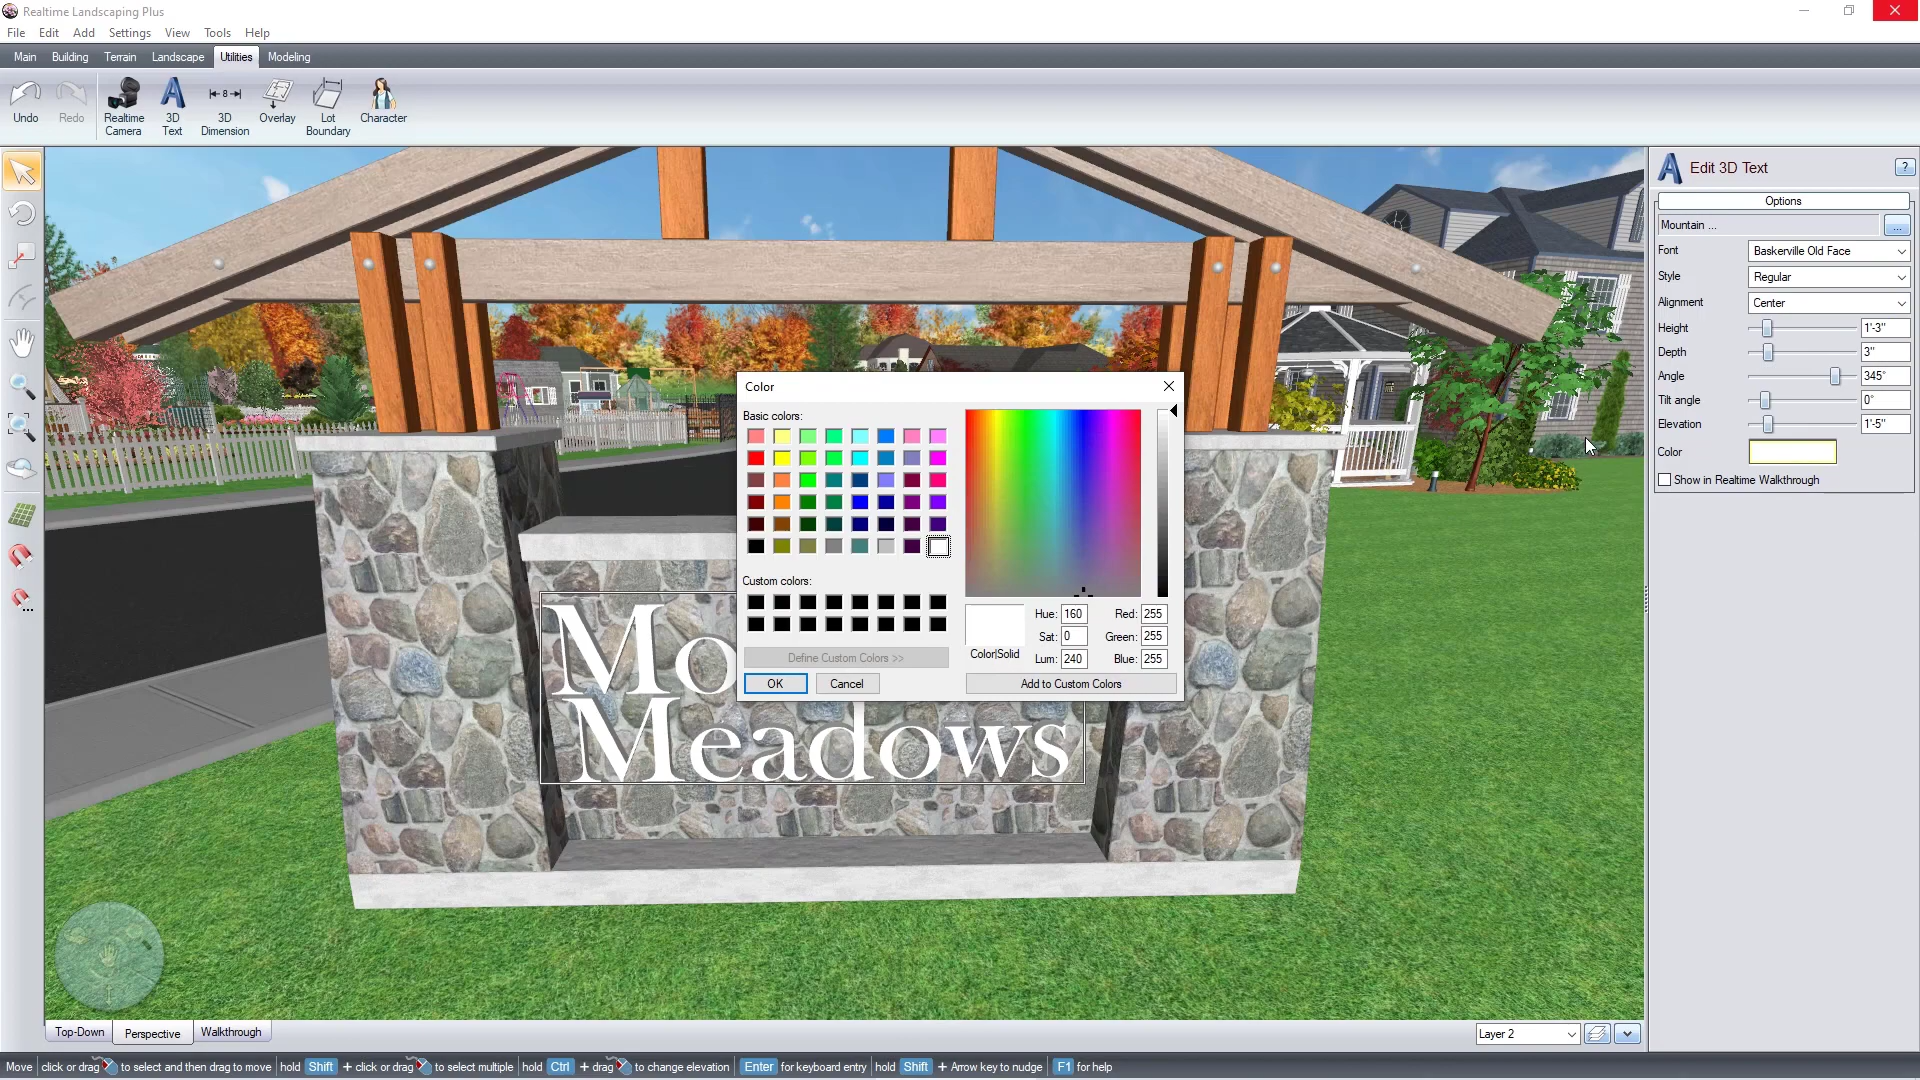 Realtime Landscaping Plus
File Edit Add Settings View Tools Help
Main Building Terrain Landscape Utilities Modeling
Undo Redo Realtime Camera 3D Text 8 3D Dimension Overlay Lot Boundary Character
Edit 3D Text ?
Options
Mountain ... ...
Font Baskerville Old Face
Style Regular
Alignment Center
Height 1'-3"
Depth 3"
Angle 345°
Tilt angle 0°
Elevation 1'-5"
Color
Show in Realtime Walkthrough
Color
Basic colors:
Custom colors:
Define Custom Colors >>
OK Cancel
Color|Solid
Hue: 160 Red: 255
Sat: 0 Green: 255
Lum: 240 Blue: 255
Add to Custom Colors
Mo
Meadows
Top-Down Perspective Walkthrough
Layer 2
Move click or drag to select and then drag to move hold Shift + click or drag to select multiple hold Ctrl + drag to change elevation Enter for keyboard entry hold Shift + Arrow key to nudge F1 for help